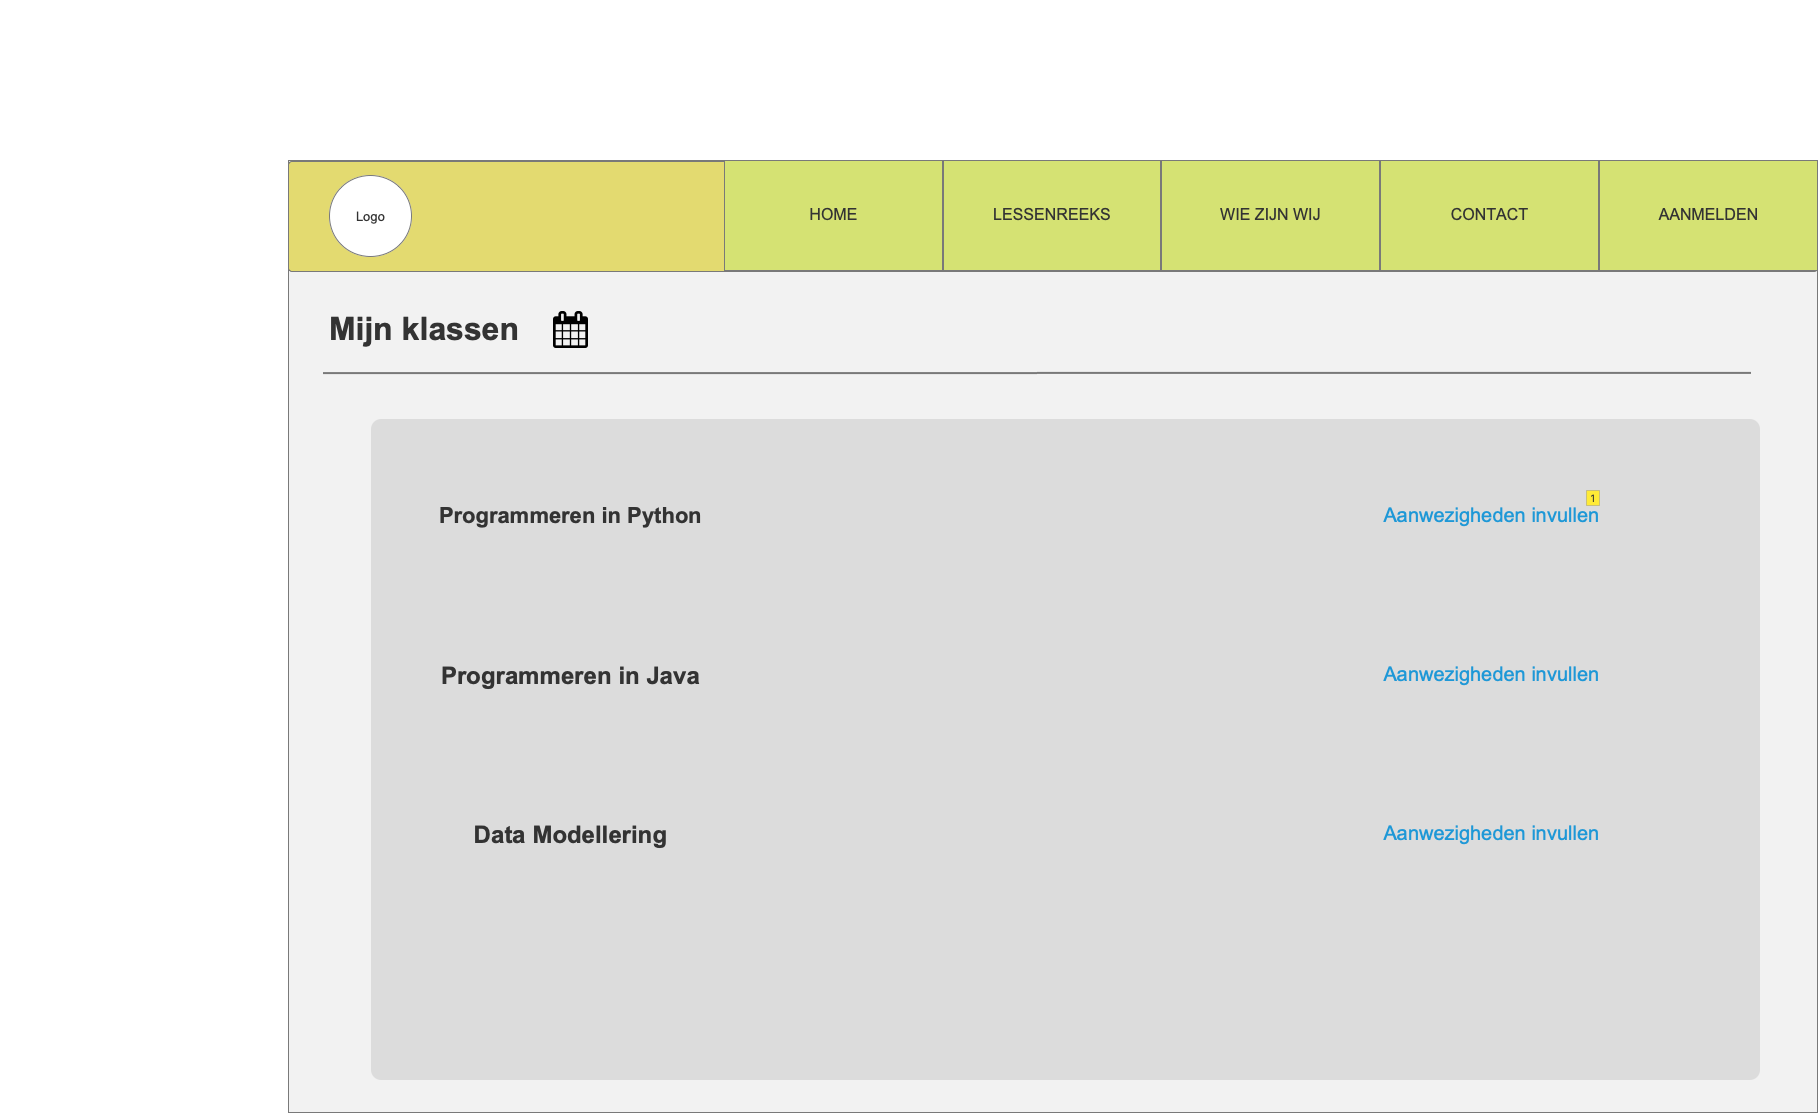 Logo
HOME
LESSENREEKS
WIE ZIJN WIJ
CONTACT
AANMELDEN
Mijn klassen
1
Programmeren in Python
Aanwezigheden invullen
Programmeren in Java
Aanwezigheden invullen
Data Modellering
Aanwezigheden invullen